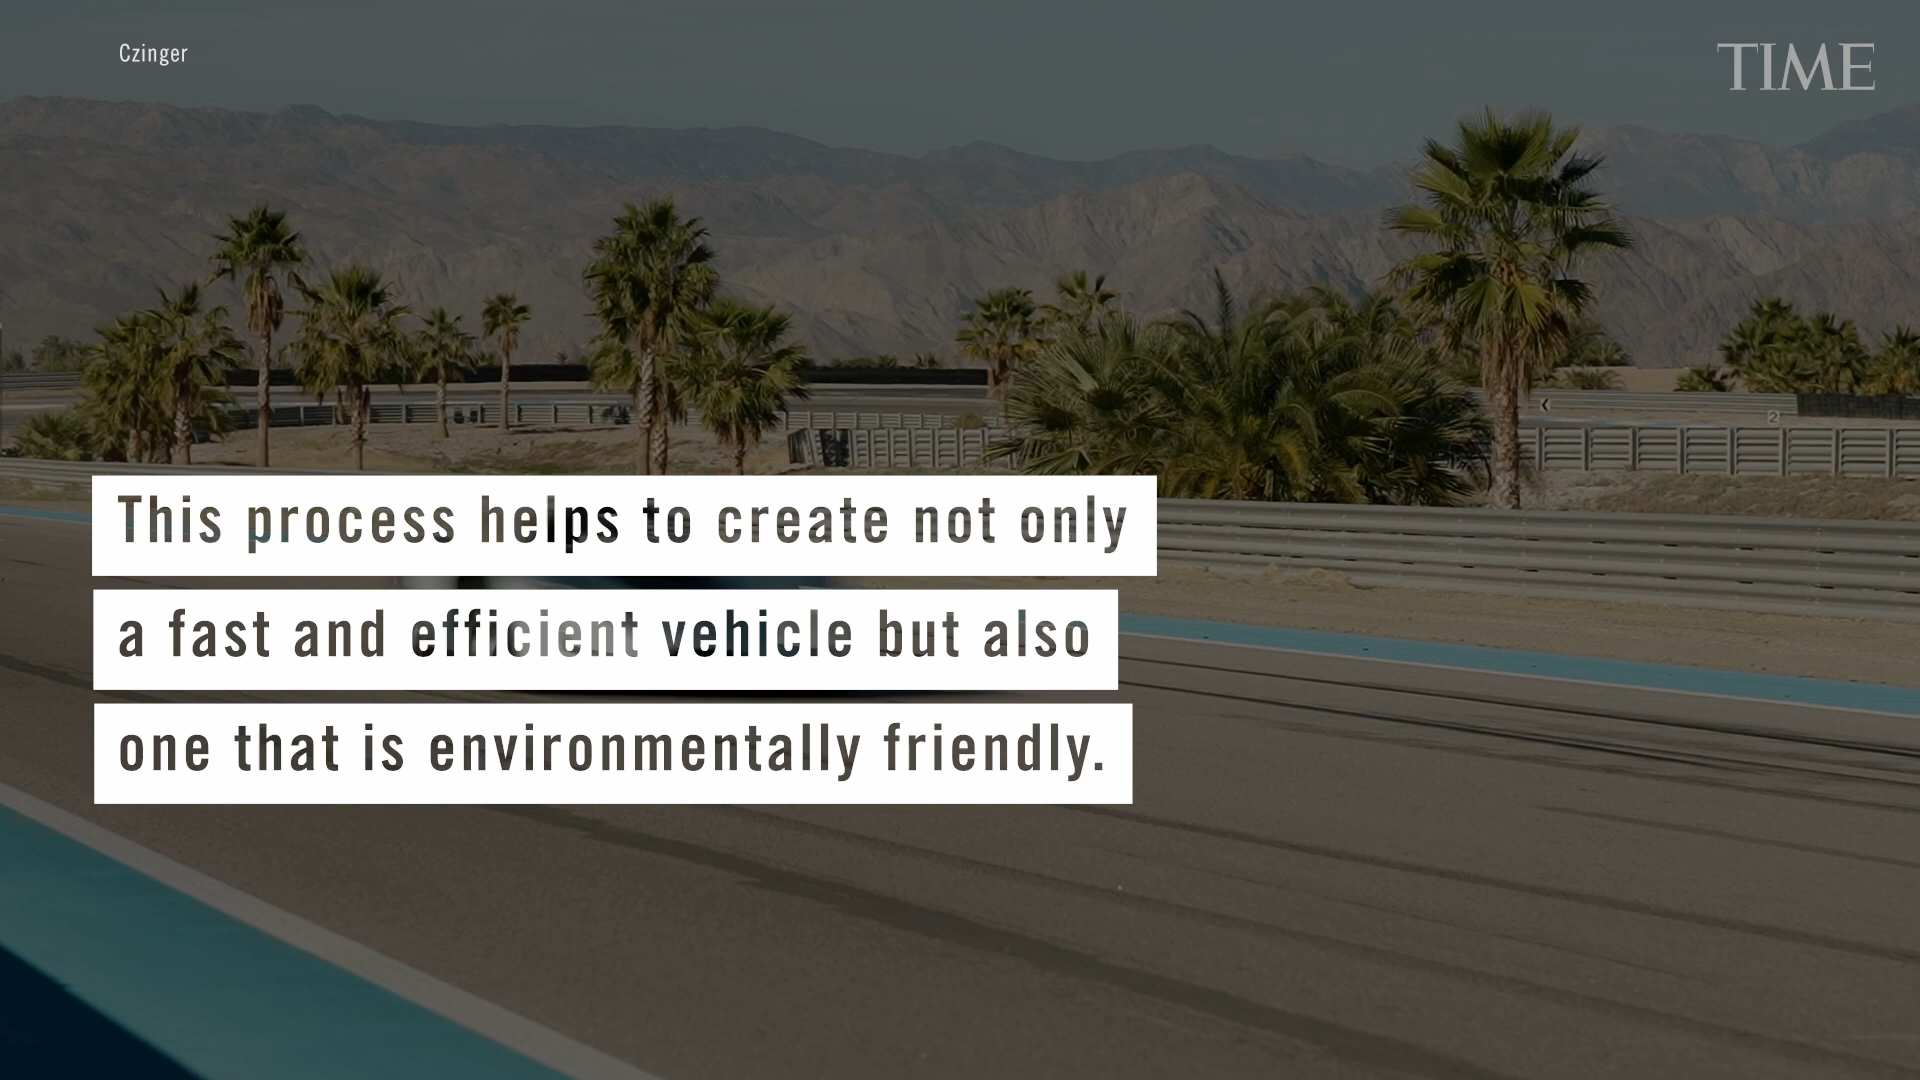 Czinger
TIME
This process helps to create not only
a fast and efficient vehicle but also
one that is environmentally friendly.
2